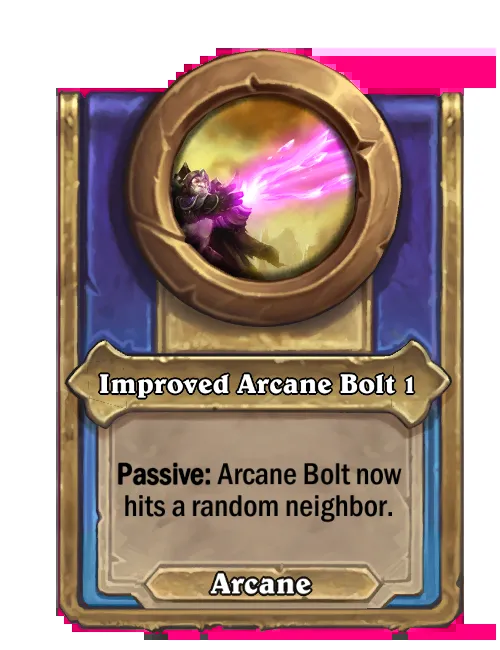 Improved Arcane Bolt 1
Passive: Arcane Bolt now
hits a random neighbor.
Arcane